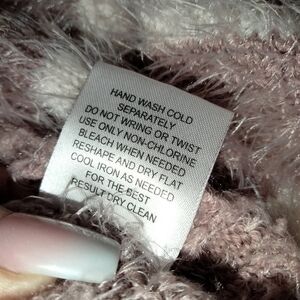 HAND WASH COLD
SEPARATELY
DO NOT WRING OR TWIST
USE ONLY NON-CHLORINE
BLEACH WHEN NEEDED
RESHAPE AND DRY FLAT
COOL IRON AS NEEDED
FOR THE BEST
RESULT DRY CLEAN